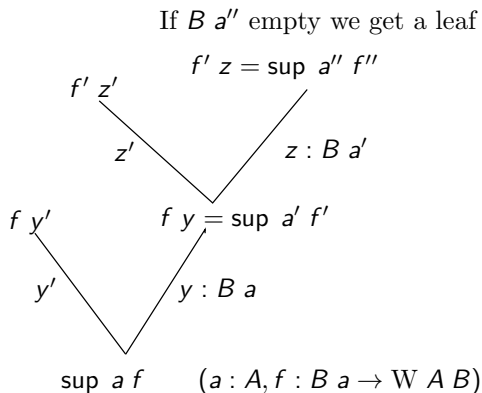 If B a'' empty we get a leaf
f' z' f' z = sup a'' f''
z' z : B a'
f y' f y = sup a' f'
y' y : B a
sup a f (a : A, f : B a → W A B)